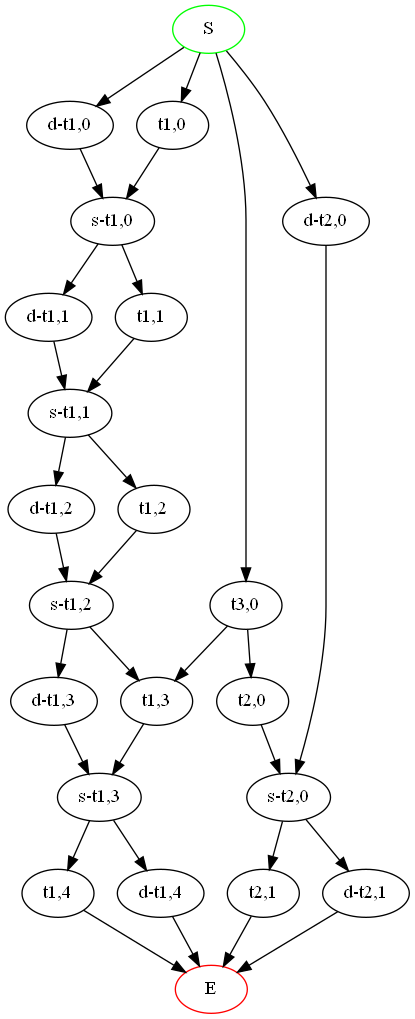 S
d-t1,0
t1,0
s-t1,0
d-t2,0
d-t1,1
t1,1
s-t1,1
d-t1,2
t1,2
s-t1,2
t3,0
d-t1,3
t1,3
t2,0
s-t1,3
s-t2,0
t1,4
d-t1,4
t2,1
d-t2,1
E